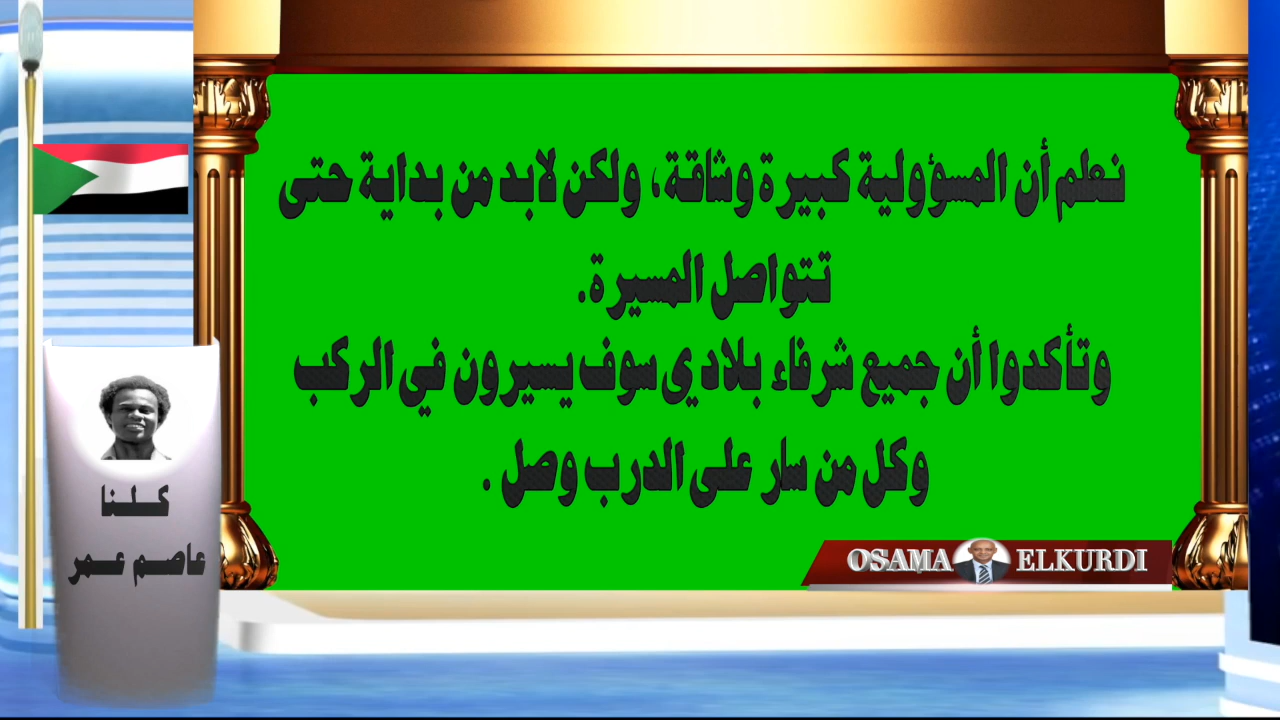 نعلم أن المسؤولية كبيرة وشاقة، ولكن لابد من بداية حتى
تتواصل المسيرة.
وتأكدوا أن جميع شرفاء بلادي سوف يسيرون في الركب
وكل من سار على الدرب وصل .
كلنا
عاصم عمر
OSAMA ELKURDI